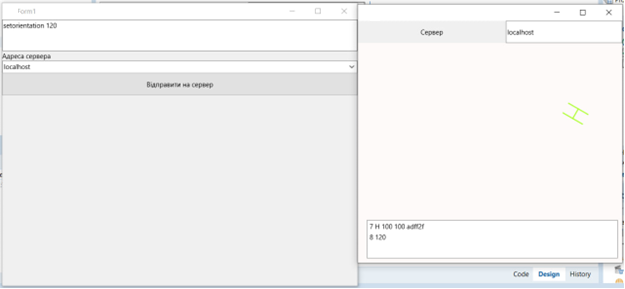 Form1
setorientation 120
Адреса сервера
localhost
Відправити на сервер
Сервер
localhost
H
7 H 100 100 adff2f
8 120
Code Design History